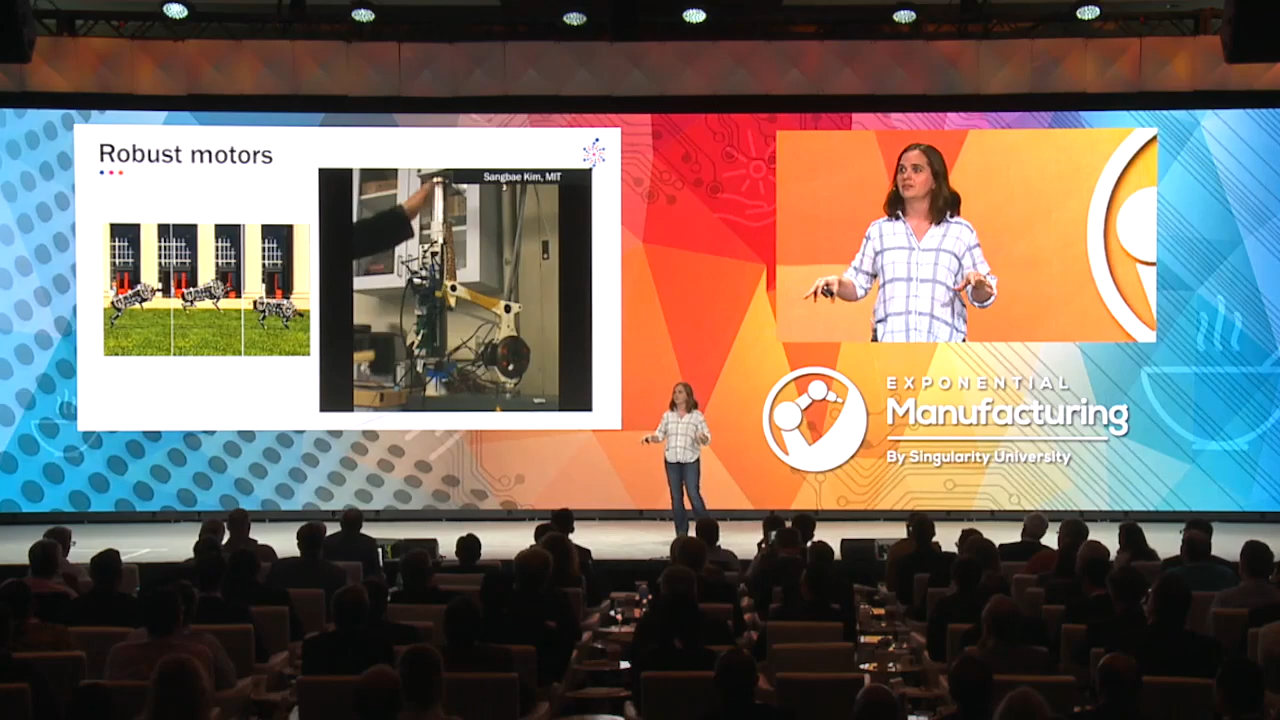 Robust motors
Sangbae Kim, MIT
EXPONENTIAL
Manufacturing
By Singularity University